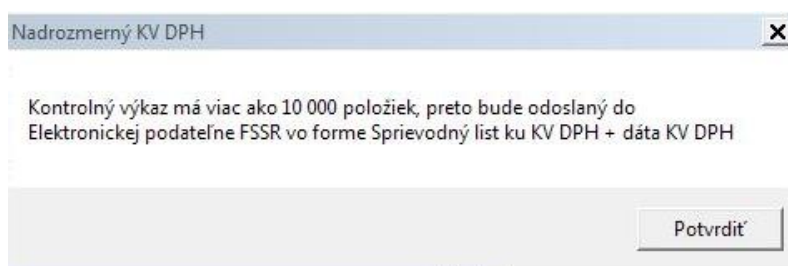 Nadrozmerný KV DPH
Kontrolný výkaz má viac ako 10 000 položiek, preto bude odoslaný do
Elektronickej podateľne FSSR vo forme Sprievodný list ku KV DPH + dáta KV DPH
Potvrdiť